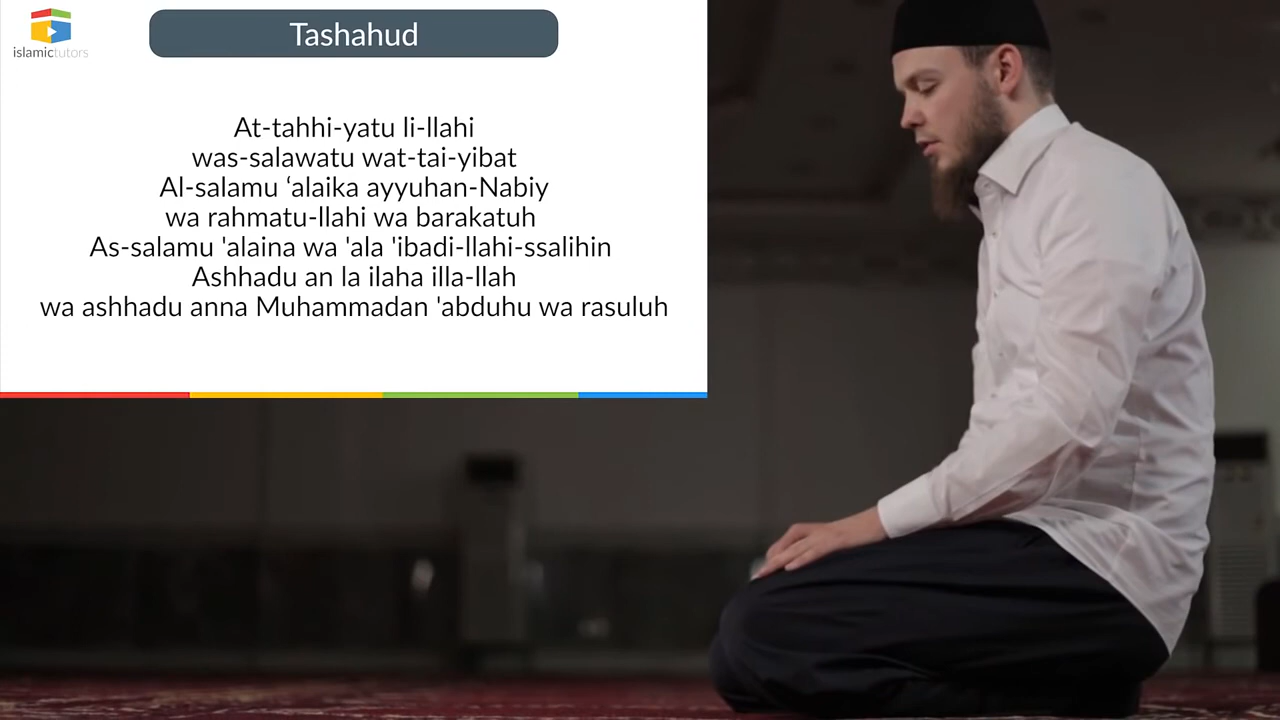 islamictutors
Tashahud
At-tahhi-yatu li-llahi
was-salawatu wat-tai-yibat
Al-salamu ‘alaika ayyuhan-Nabiy
wa rahmatu-llahi wa barakatuh
As-salamu 'alaina wa 'ala 'ibadi-llahi-ssalihin
Ashhadu an la ilaha illa-llah
wa ashhadu anna Muhammadan 'abduhu wa rasuluh